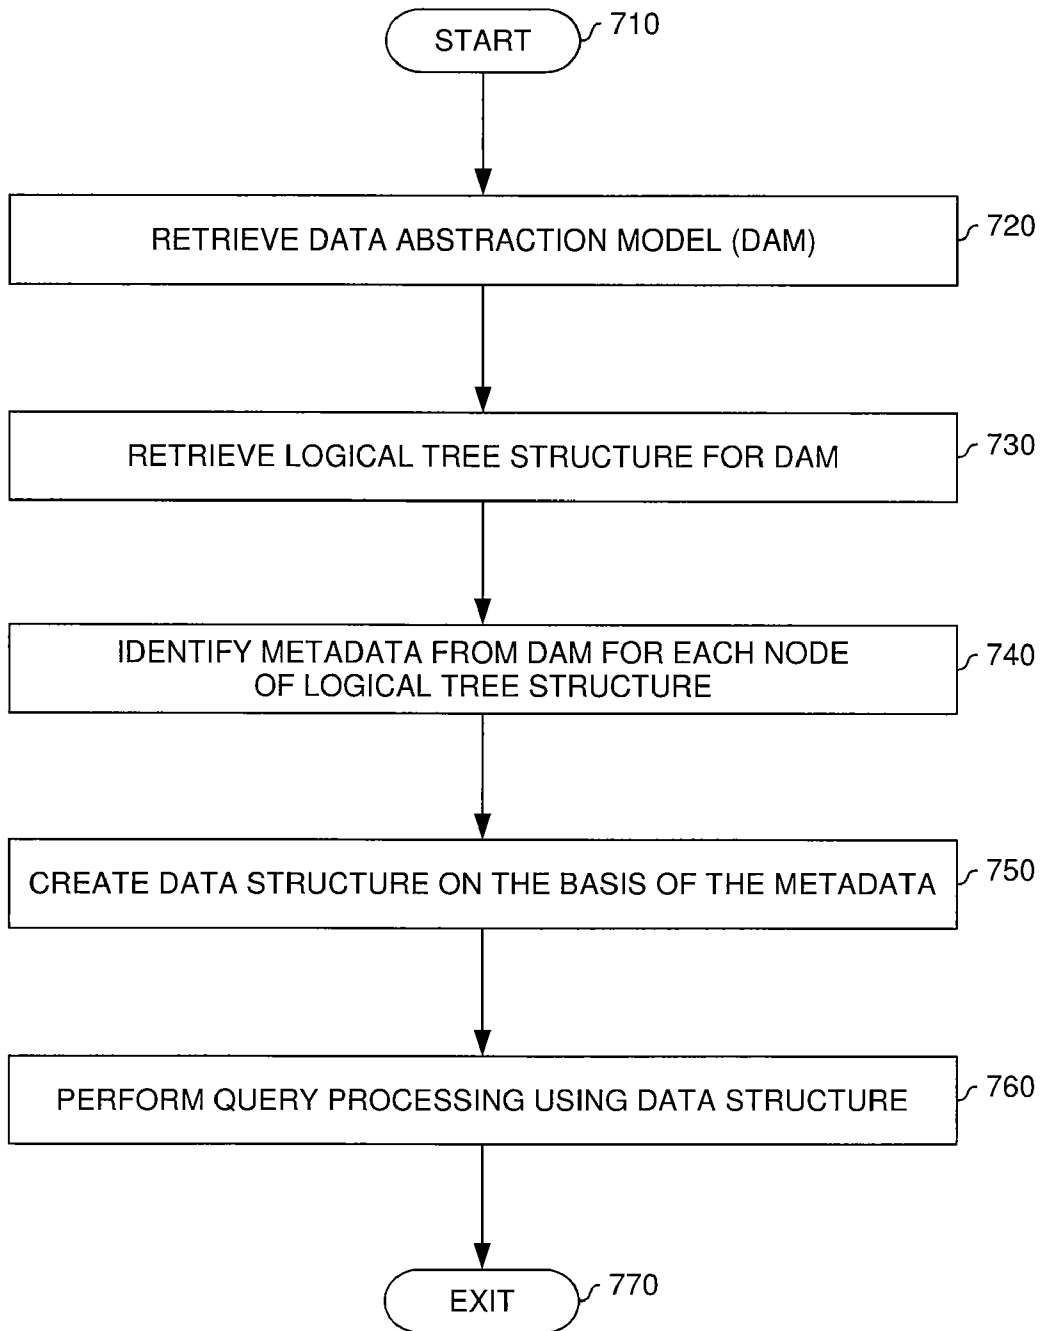 START
710
RETRIEVE DATA ABSTRACTION MODEL (DAM)
720
RETRIEVE LOGICAL TREE STRUCTURE FOR DAM
730
IDENTIFY METADATA FROM DAM FOR EACH NODE
OF LOGICAL TREE STRUCTURE
740
CREATE DATA STRUCTURE ON THE BASIS OF THE METADATA
750
PERFORM QUERY PROCESSING USING DATA STRUCTURE
760
EXIT
770